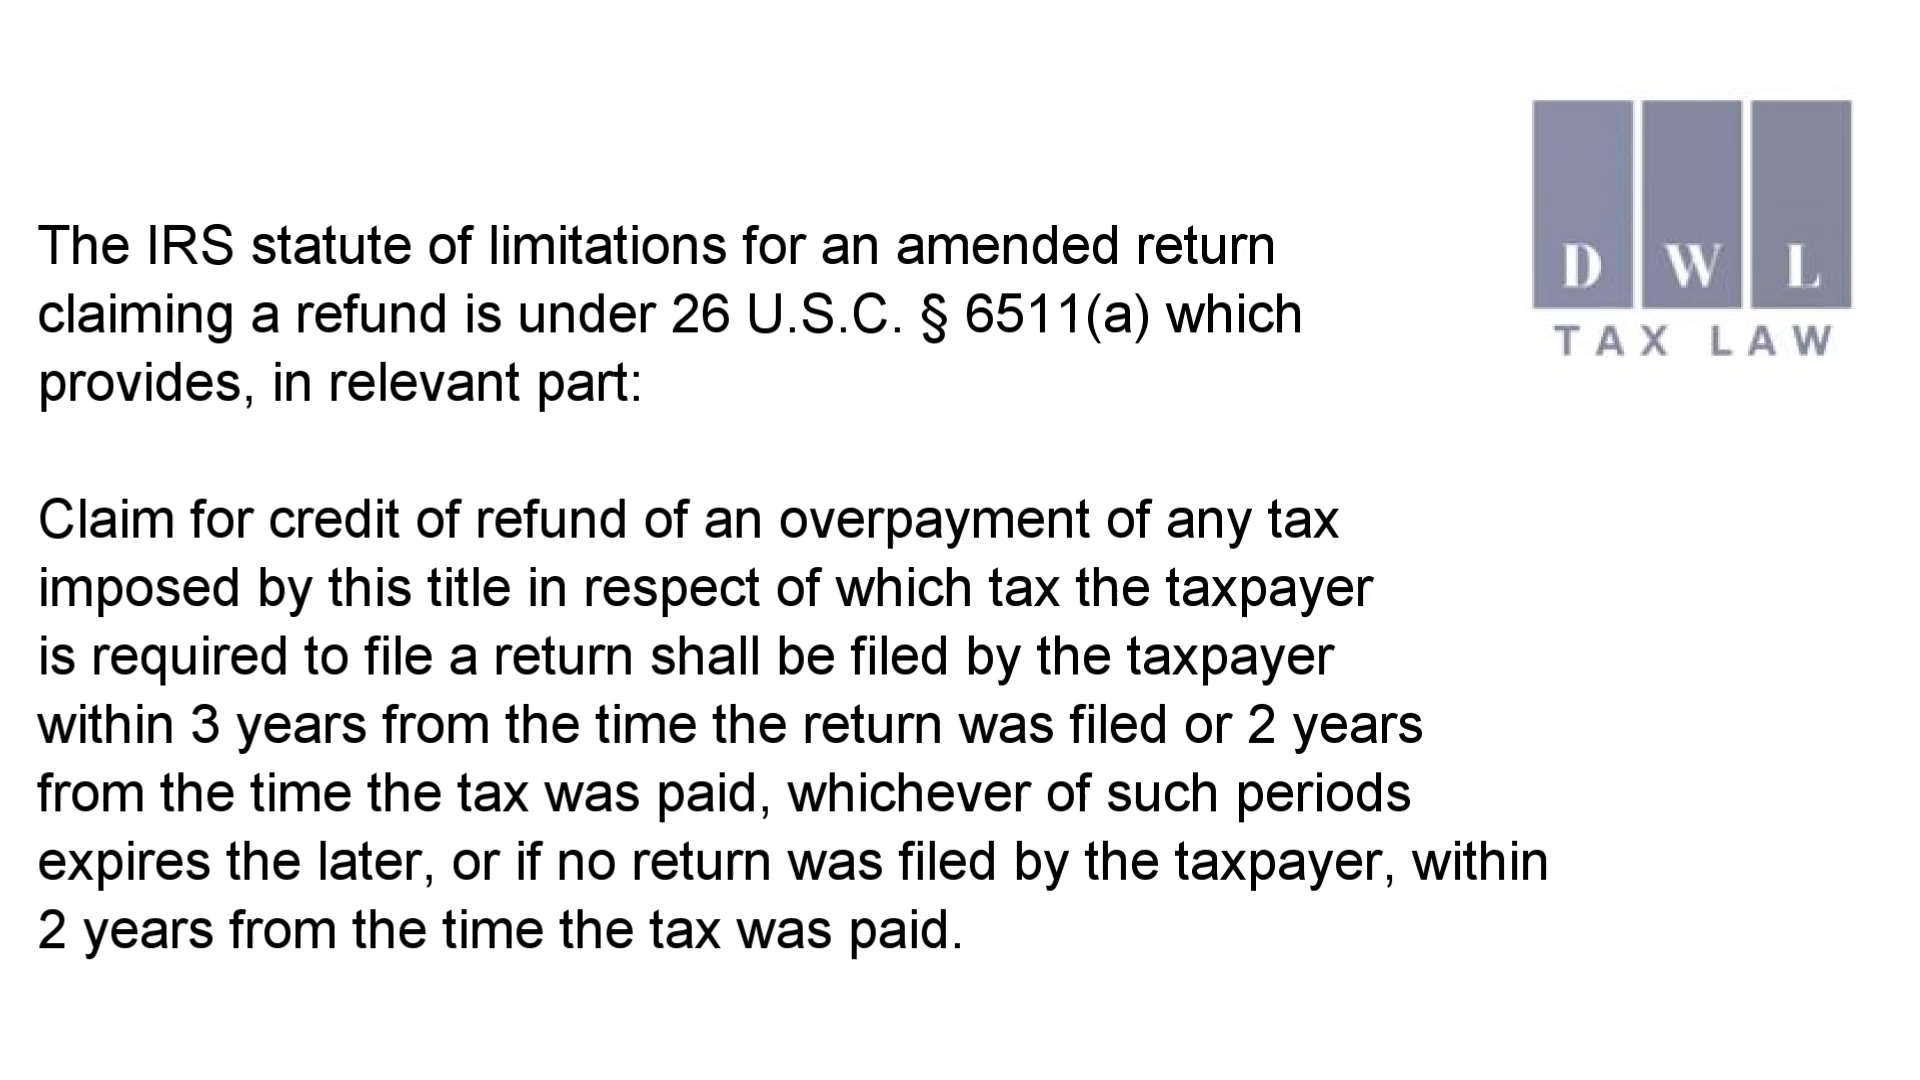 The IRS statute of limitations for an amended return
claiming a refund is under 26 U.S.C. § 6511(a) which
provides, in relevant part:
Claim for credit of refund of an overpayment of any tax
imposed by this title in respect of which tax the taxpayer
is required to file a return shall be filed by the taxpayer
within 3 years from the time the return was filed or 2 years
from the time the tax was paid, whichever of such periods
expires the later, or if no return was filed by the taxpayer, within
2 years from the time the tax was paid.
D W L
TAX LAW